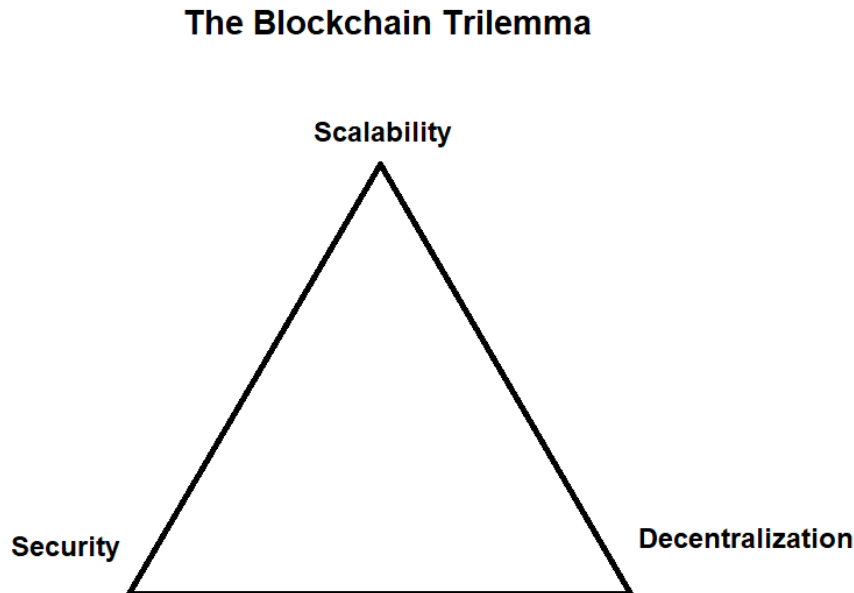 The Blockchain Trilemma
Scalability
Security
Decentralization